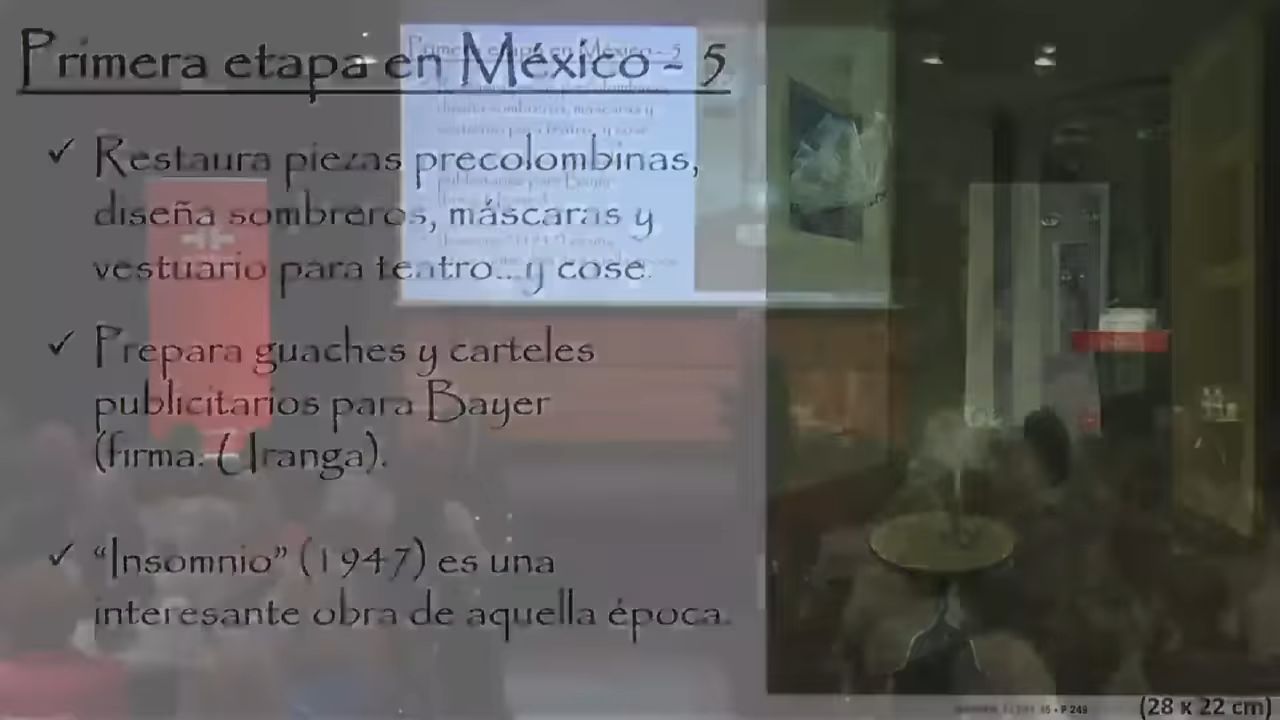 Primera etapa en México - 5
✓ Restaura piezas precolombinas,
diseña sombreros, máscaras y
vestuario para teatro... y cose.
✓ Prepara guaches y carteles
publicitarios para Bayer
(firma: Uranga).
✓ “Insomnio” (1947) es una
interesante obra de aquella época.
(28 x 22 cm)